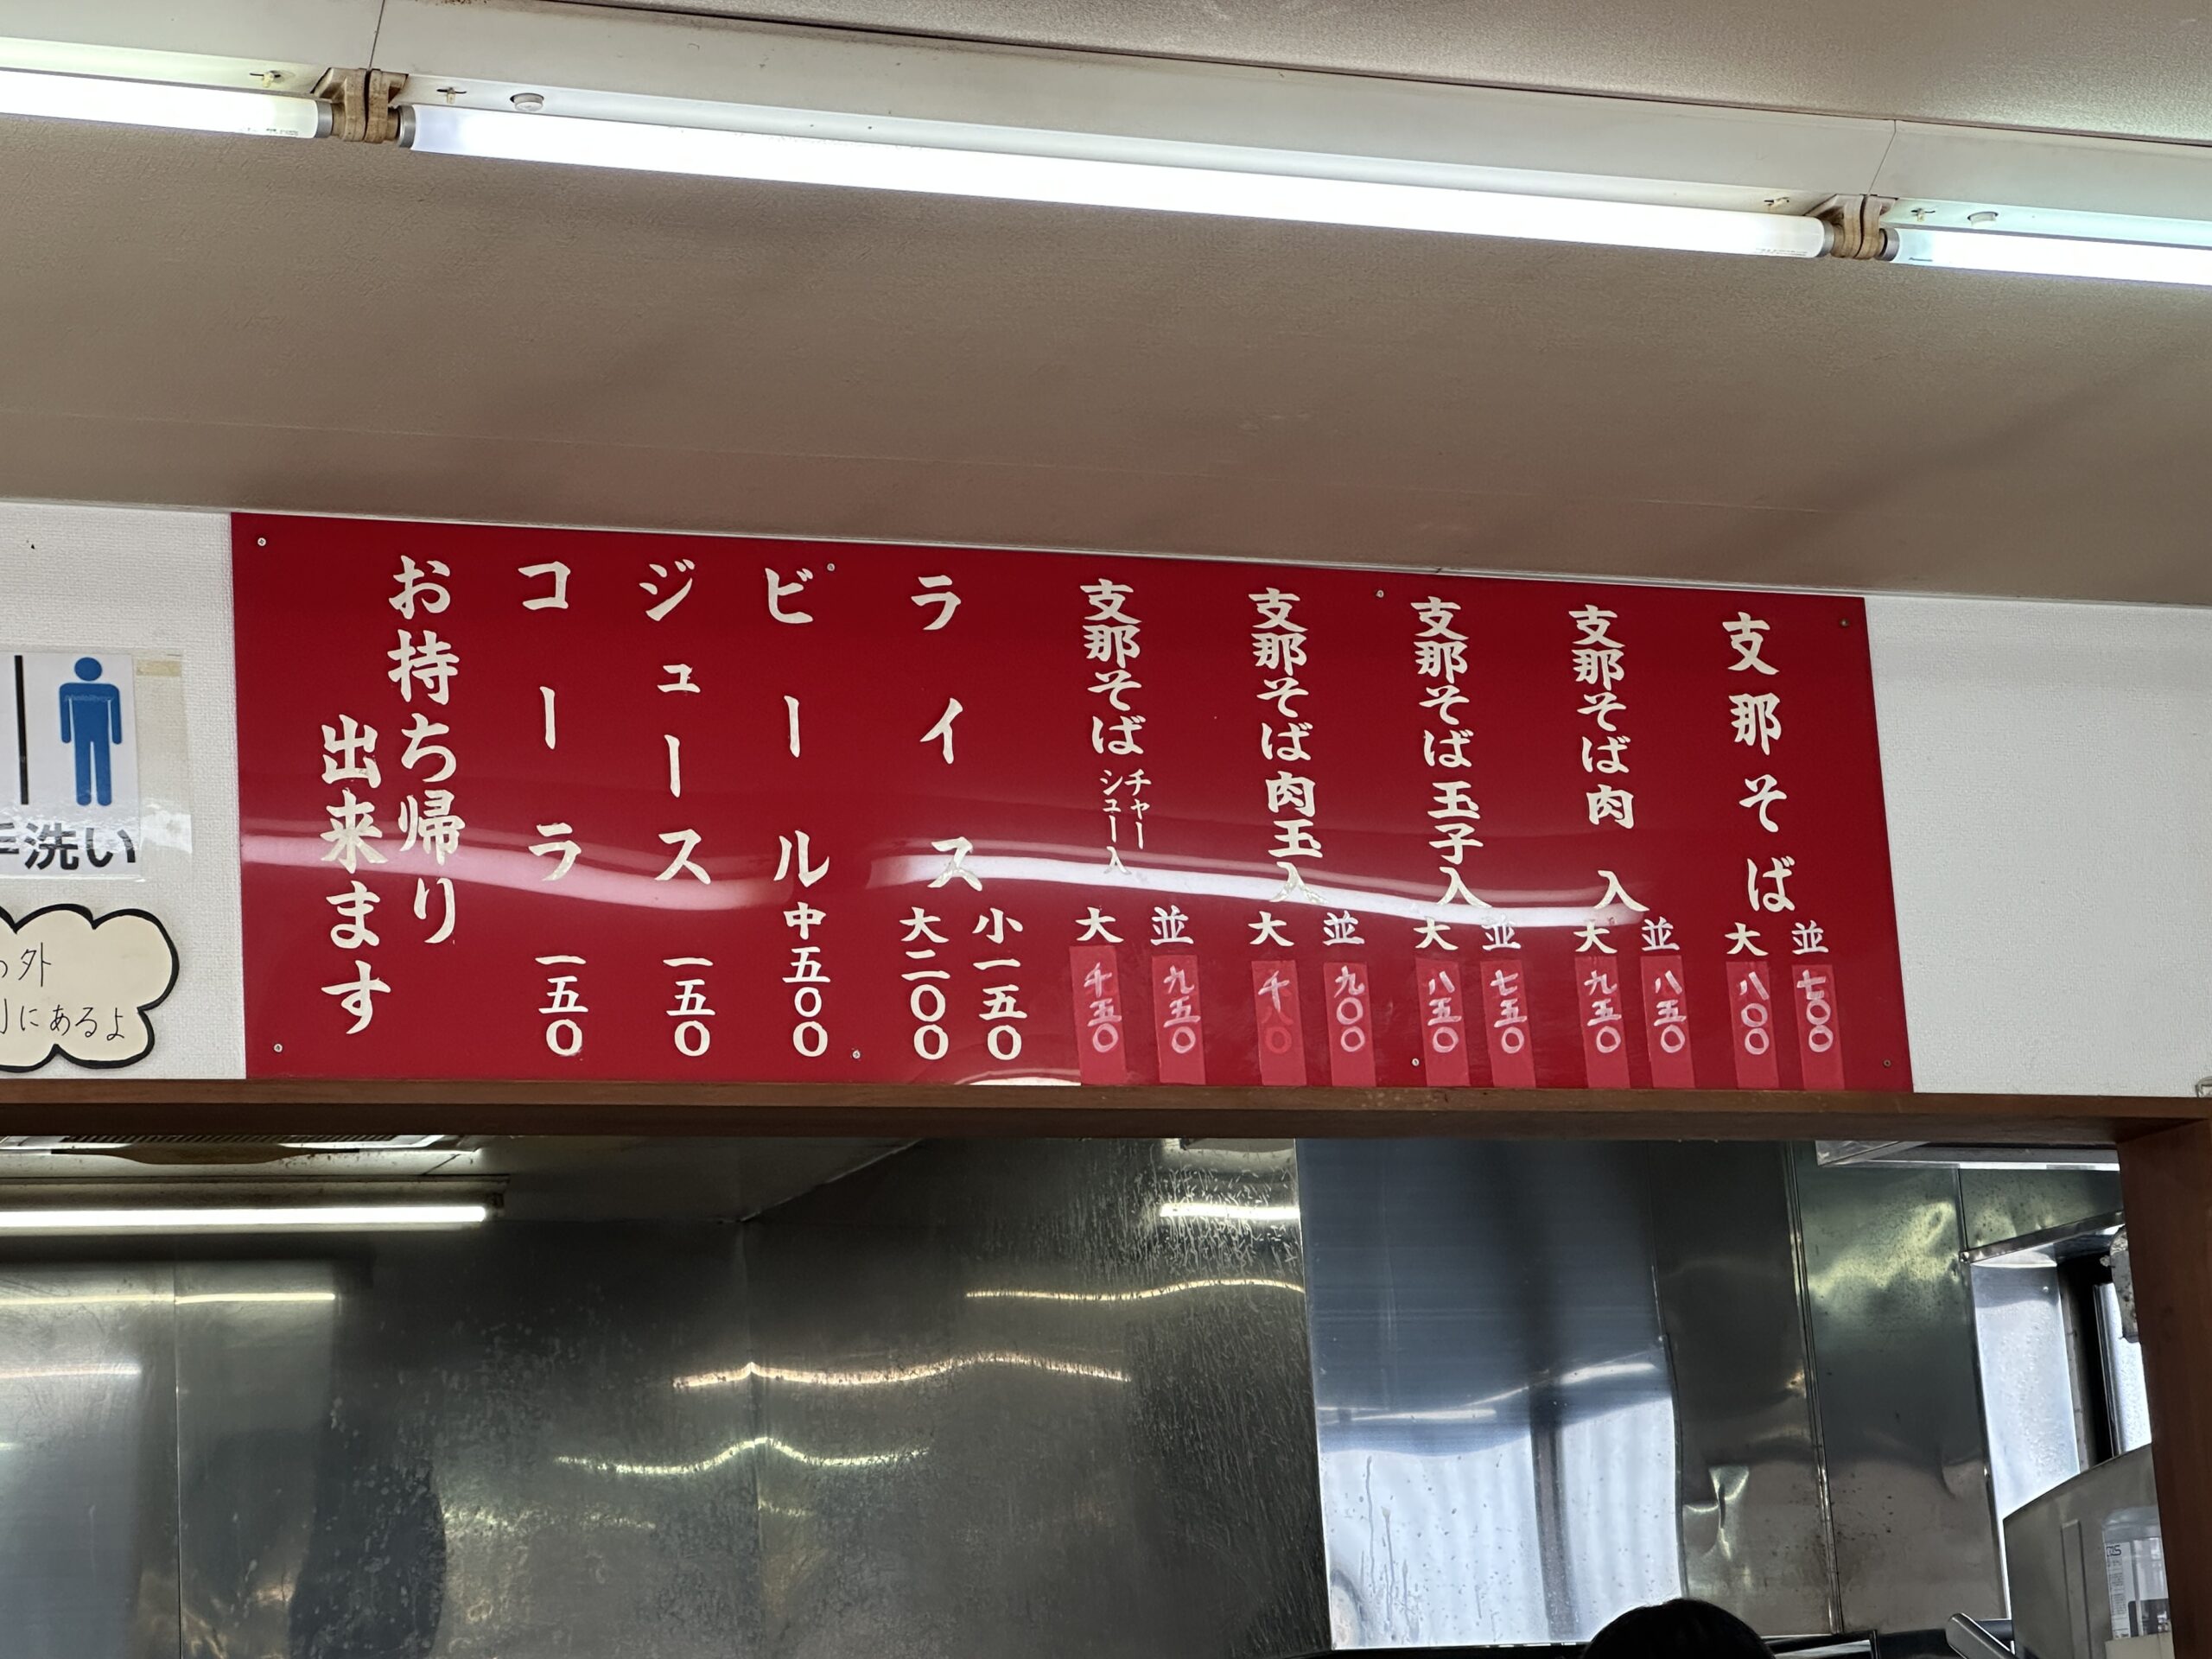 支那そば
並 七〇〇
大 八〇〇
支那そば肉入
並 八五〇
大 九五〇
支那そば玉子入
並 七五〇
大 八五〇
支那そば肉玉入
並 九〇〇
大 千
支那そばチャーシュー入
並 九五〇
大 千五〇
ライス
小一五〇
大二〇〇
ビール 中五〇〇
ジュース 一五〇
コーラ 一五〇
お持ち帰り
出来ます
洗い
外
にあるよ